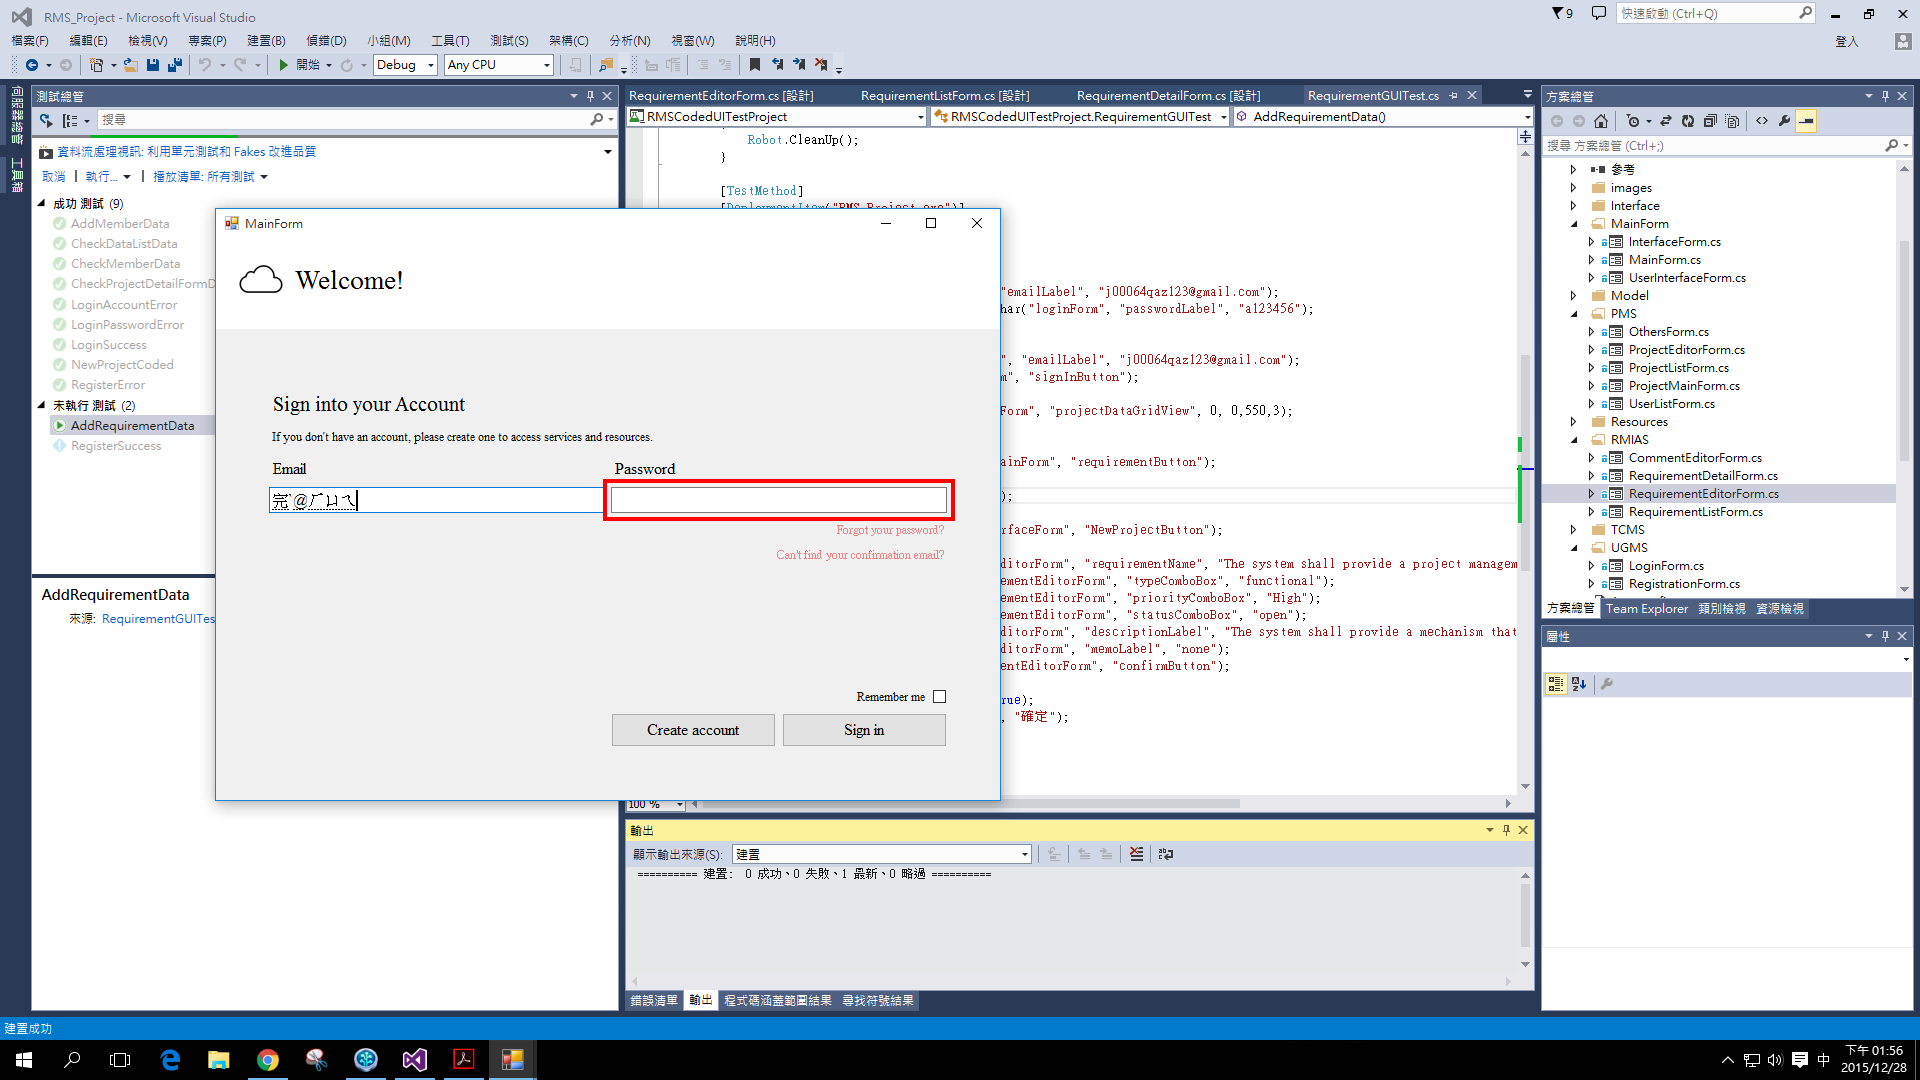 RMS_Project - Microsoft Visual Studio
9
快速啟動 (Ctrl+Q)
檔案(F) 編輯(E) 檢視(V) 專案(P) 建置(B) 偵錯(D) 小組(M) 工具(T) 測試(S) 架構(C) 分析(N) 視窗(W) 說明(H)
登入
開始 Debug Any CPU
伺服器總管
工具箱
測試總管
搜尋
資料流處理視訊: 利用單元測試和 Fakes 改進品質
取消 | 執行... | 播放清單: 所有測試
成功 測試 (9)
AddMemberData
CheckDataListData
CheckMemberData
CheckProjectDetailFormD
LoginAccountError
LoginPasswordError
LoginSuccess
NewProjectCoded
RegisterError
未執行 測試 (2)
AddRequirementData
RegisterSuccess
AddRequirementData
來源: RequirementGUITes
MainForm
Welcome!
Sign into your Account
If you don't have an account, please create one to access services and resources.
Email Password
Forgot your password?
Can't find your confirmation email?
Remember me
Create account Sign in
RequirementEditorForm.cs [設計] RequirementListForm.cs [設計] RequirementDetailForm.cs [設計] RequirementGUITest.cs
RMSCodedUITestProject RMSCodedUITestProject.RequirementGUITest AddRequirementData()
Robot.CleanUp();
}
[TestMethod]
[DeploymentItem("RMS_Project.exe")]
"emailLabel", "j00064qaz123@gmail.com");
har("loginForm", "passwordLabel", "a123456");
", "emailLabel", "j00064qaz123@gmail.com");
m", "signInButton");
Form", "projectDataGridView", 0, 0,550,3);
ainForm", "requirementButton");
);
rfaceForm", "NewProjectButton");
ditorForm", "requirementName", "The system shall provide a project managem
ementEditorForm", "typeComboBox", "functional");
ementEditorForm", "priorityComboBox", "High");
ementEditorForm", "statusComboBox", "open");
ditorForm", "descriptionLabel", "The system shall provide a mechanism that
ditorForm", "memoLabel", "none");
entEditorForm", "confirmButton");
rue);
, "確定");
100 %
輸出
顯示輸出來源(S): 建置
========== 建置: 0 成功、0 失敗、1 最新、0 略過 ==========
錯誤清單 輸出 程式碼涵蓋範圍結果 尋找符號結果
方案總管
搜尋 方案總管 (Ctrl+;)
參考
images
Interface
MainForm
InterfaceForm.cs
MainForm.cs
UserInterfaceForm.cs
Model
PMS
OthersForm.cs
ProjectEditorForm.cs
ProjectListForm.cs
ProjectMainForm.cs
UserListForm.cs
Resources
RMIAS
CommentEditorForm.cs
RequirementDetailForm.cs
RequirementEditorForm.cs
RequirementListForm.cs
TCMS
UGMS
LoginForm.cs
RegistrationForm.cs
方案總管 Team Explorer 類別檢視 資源檢視
屬性
建置成功
中
下午 01:56
2015/12/28